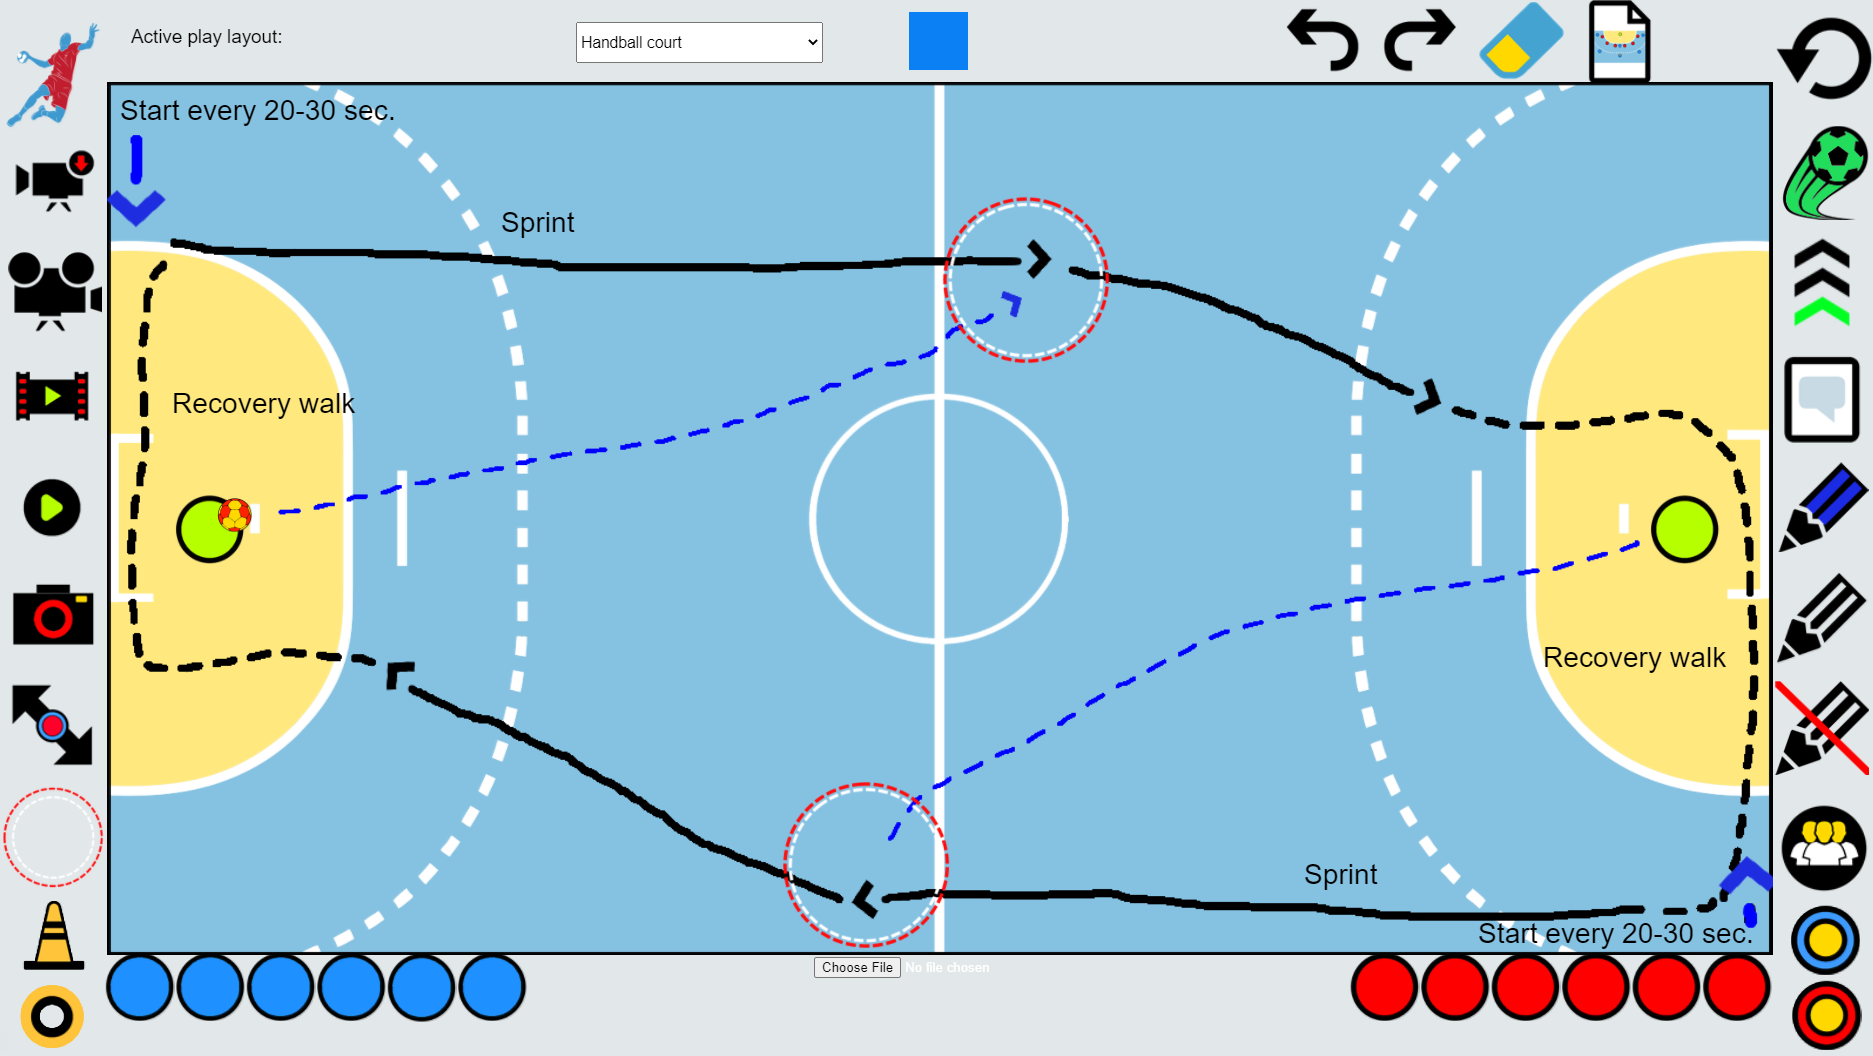 Active play layout:
Handball court
Start every 20-30 sec.
Sprint
Recovery walk
Recovery walk
Sprint
Start every 20-30 sec.
Choose File No file chosen